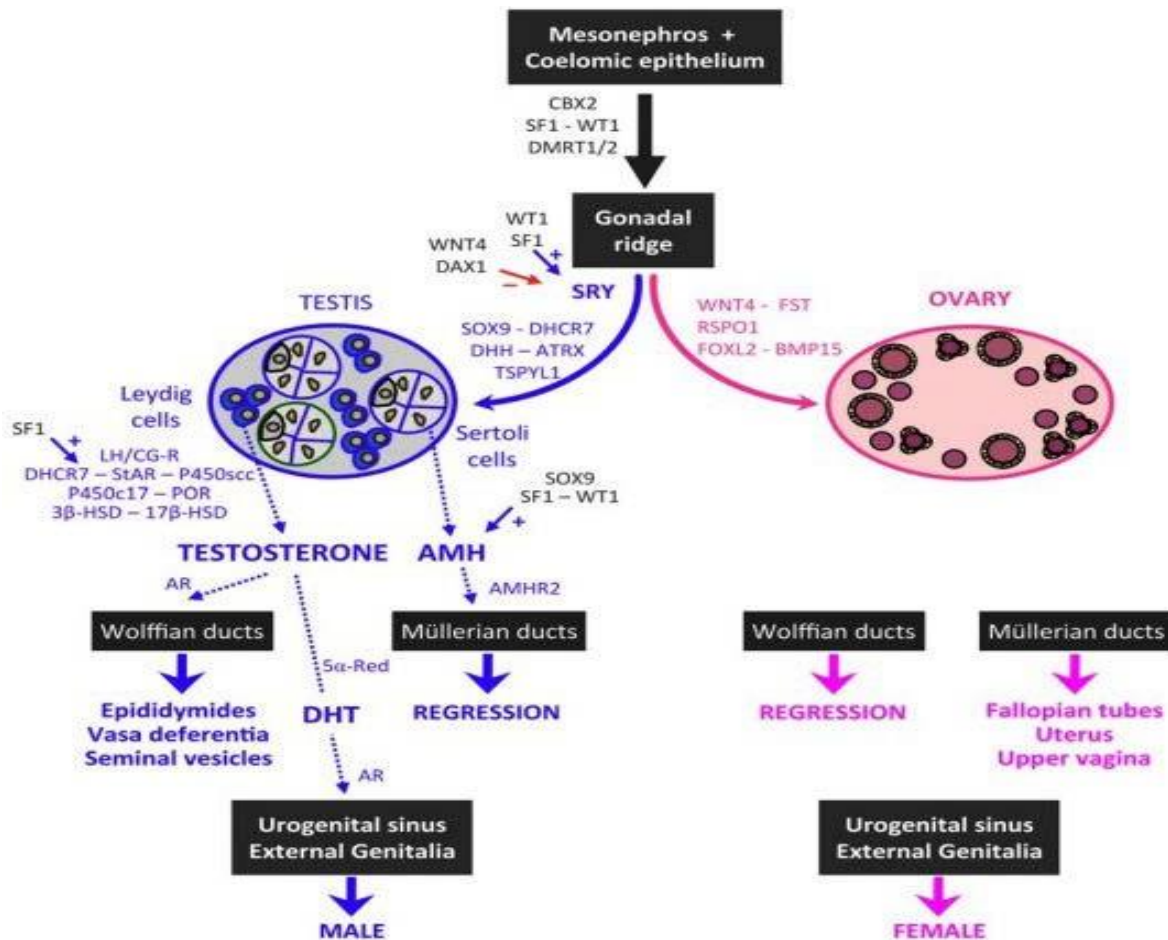 Mesonephros +
Coelomic epithelium
CBX2
SF1 - WT1
DMRT1/2
Gonadal
ridge
WT1
SF1
+
WNT4
DAX1
–
SRY
TESTIS
SOX9 - DHCR7
DHH – ATRX
TSPYL1
WNT4 - FST
RSPO1
FOXL2 - BMP15
OVARY
Leydig
cells
Sertoli
cells
SF1
+
LH/CG-R
DHCR7 – StAR – P450scc
P450c17 – POR
3β-HSD – 17β-HSD
SOX9
SF1 – WT1
+
TESTOSTERONE
AMH
AR
AMHR2
Wolffian ducts
Müllerian ducts
Wolffian ducts
Müllerian ducts
5α-Red
Epididymides
Vasa deferentia
Seminal vesicles
DHT
REGRESSION
REGRESSION
Fallopian tubes
Uterus
Upper vagina
AR
Urogenital sinus
External Genitalia
Urogenital sinus
External Genitalia
MALE
FEMALE